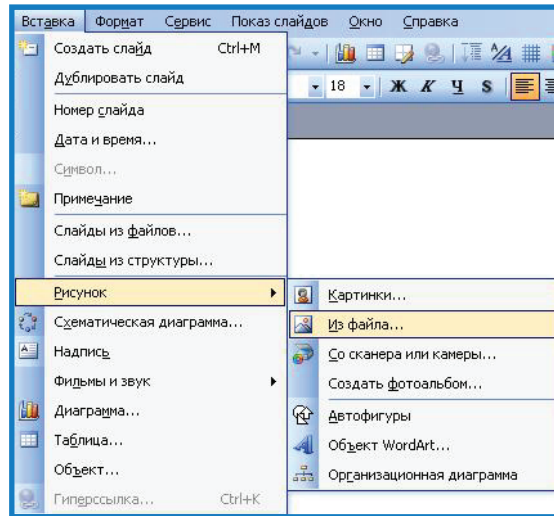 Вставка Формат Сервис Показ слайдов Окно Справка
Создать слайд Ctrl+M
Дублировать слайд
18 Ж К Ч S
Номер слайда
Дата и время...
Символ...
Примечание
Слайды из файлов...
Слайды из структуры...
Рисунок
Схематическая диаграмма...
Надпись
Фильмы и звук
Диаграмма...
Таблица...
Объект...
Гиперссылка... Ctrl+K
Картинки...
Из файла...
Со сканера или камеры...
Создать фотоальбом...
Автофигуры
Объект WordArt...
Организационная диаграмма